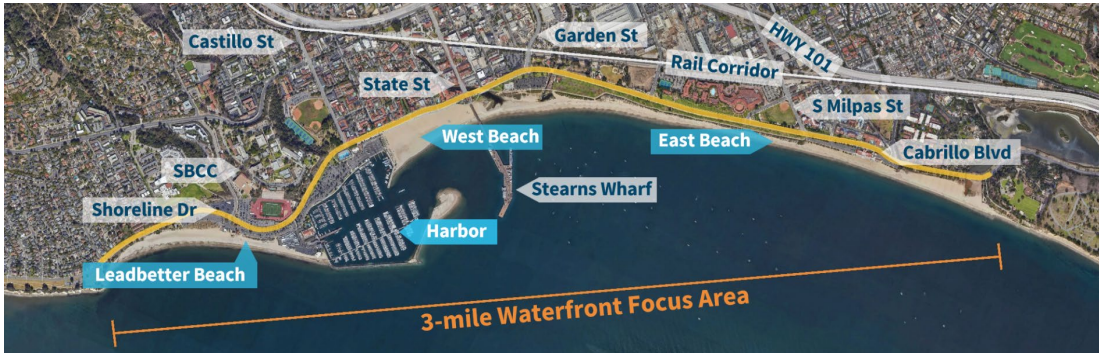 Castillo St
Garden St
HWY 101
Rail Corridor
State St
S Milpas St
West Beach
East Beach
Cabrillo Blvd
SBCC
Stearns Wharf
Shoreline Dr
Harbor
Leadbetter Beach
3-mile Waterfront Focus Area